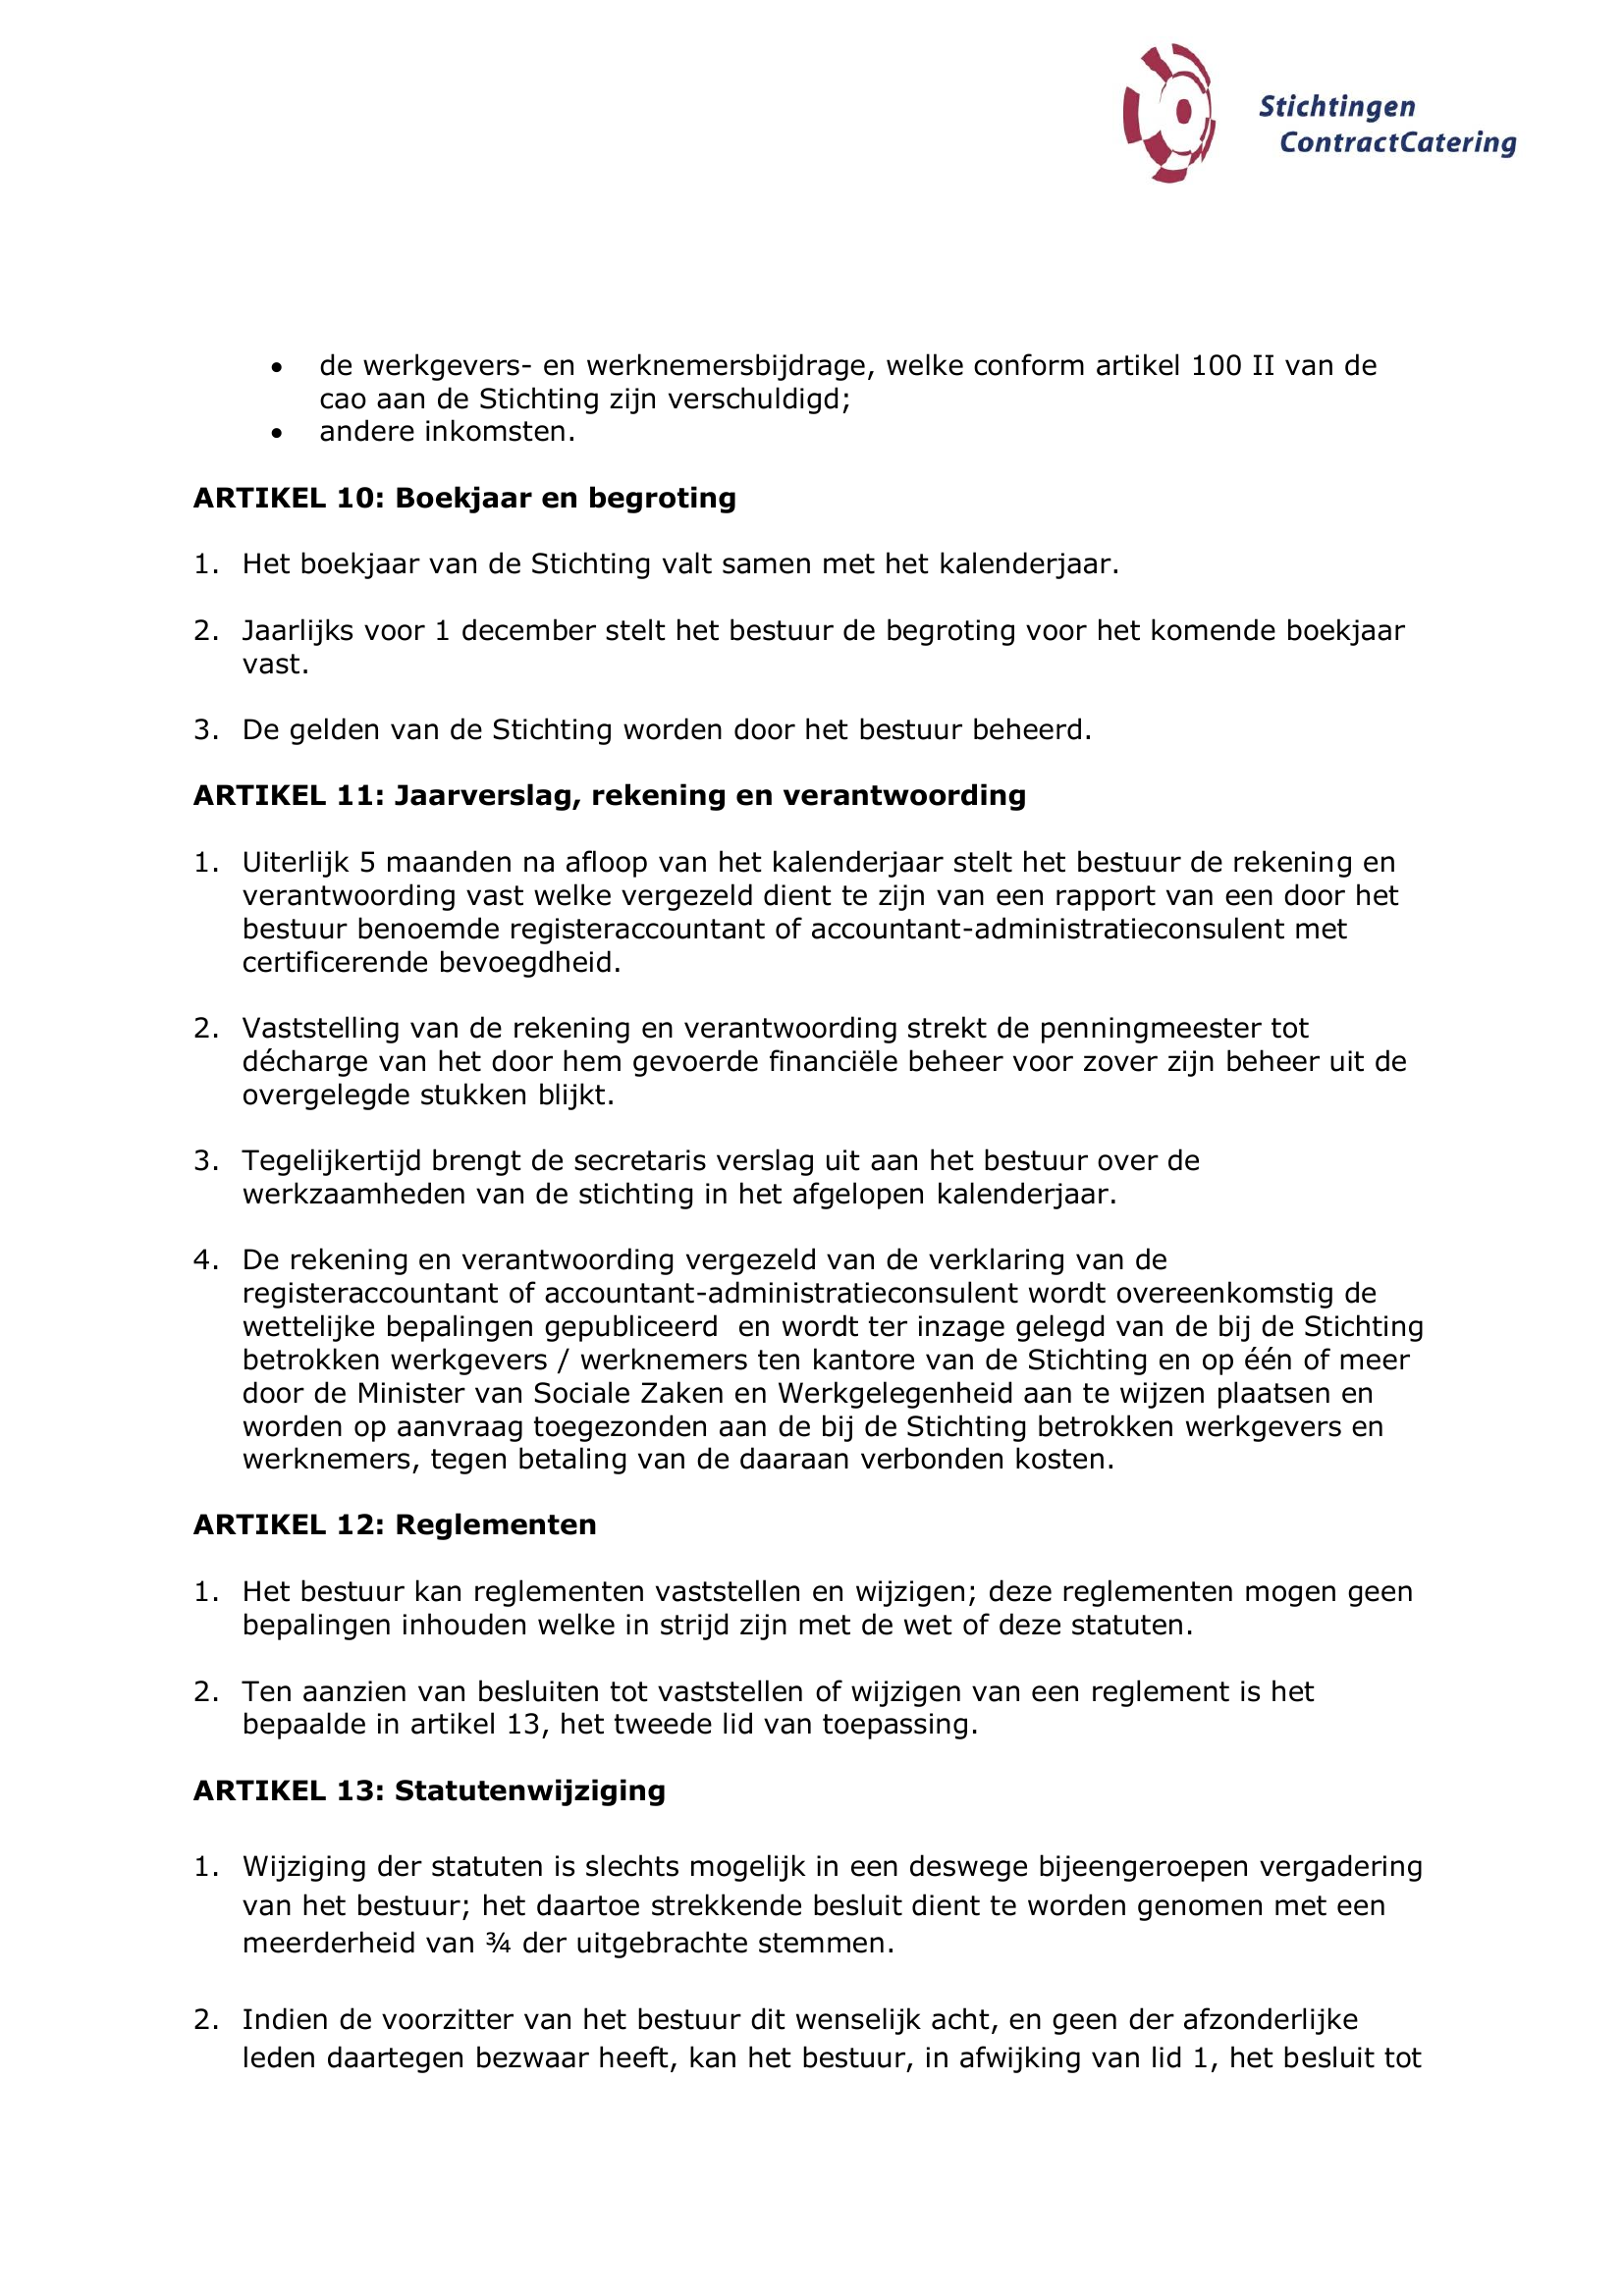 Stichtingen
ContractCatering
• de werkgevers- en werknemersbijdrage, welke conform artikel 100 II van de
cao aan de Stichting zijn verschuldigd;
• andere inkomsten.
ARTIKEL 10: Boekjaar en begroting
1. Het boekjaar van de Stichting valt samen met het kalenderjaar.
2. Jaarlijks voor 1 december stelt het bestuur de begroting voor het komende boekjaar
vast.
3. De gelden van de Stichting worden door het bestuur beheerd.
ARTIKEL 11: Jaarverslag, rekening en verantwoording
1. Uiterlijk 5 maanden na afloop van het kalenderjaar stelt het bestuur de rekening en
verantwoording vast welke vergezeld dient te zijn van een rapport van een door het
bestuur benoemde registeraccountant of accountant-administratieconsulent met
certificerende bevoegdheid.
2. Vaststelling van de rekening en verantwoording strekt de penningmeester tot
décharge van het door hem gevoerde financiële beheer voor zover zijn beheer uit de
overgelegde stukken blijkt.
3. Tegelijkertijd brengt de secretaris verslag uit aan het bestuur over de
werkzaamheden van de stichting in het afgelopen kalenderjaar.
4. De rekening en verantwoording vergezeld van de verklaring van de
registeraccountant of accountant-administratieconsulent wordt overeenkomstig de
wettelijke bepalingen gepubliceerd  en wordt ter inzage gelegd van de bij de Stichting
betrokken werkgevers / werknemers ten kantore van de Stichting en op één of meer
door de Minister van Sociale Zaken en Werkgelegenheid aan te wijzen plaatsen en
worden op aanvraag toegezonden aan de bij de Stichting betrokken werkgevers en
werknemers, tegen betaling van de daaraan verbonden kosten.
ARTIKEL 12: Reglementen
1. Het bestuur kan reglementen vaststellen en wijzigen; deze reglementen mogen geen
bepalingen inhouden welke in strijd zijn met de wet of deze statuten.
2. Ten aanzien van besluiten tot vaststellen of wijzigen van een reglement is het
bepaalde in artikel 13, het tweede lid van toepassing.
ARTIKEL 13: Statutenwijziging
1. Wijziging der statuten is slechts mogelijk in een deswege bijeengeroepen vergadering
van het bestuur; het daartoe strekkende besluit dient te worden genomen met een
meerderheid van ¾ der uitgebrachte stemmen.
2. Indien de voorzitter van het bestuur dit wenselijk acht, en geen der afzonderlijke
leden daartegen bezwaar heeft, kan het bestuur, in afwijking van lid 1, het besluit tot